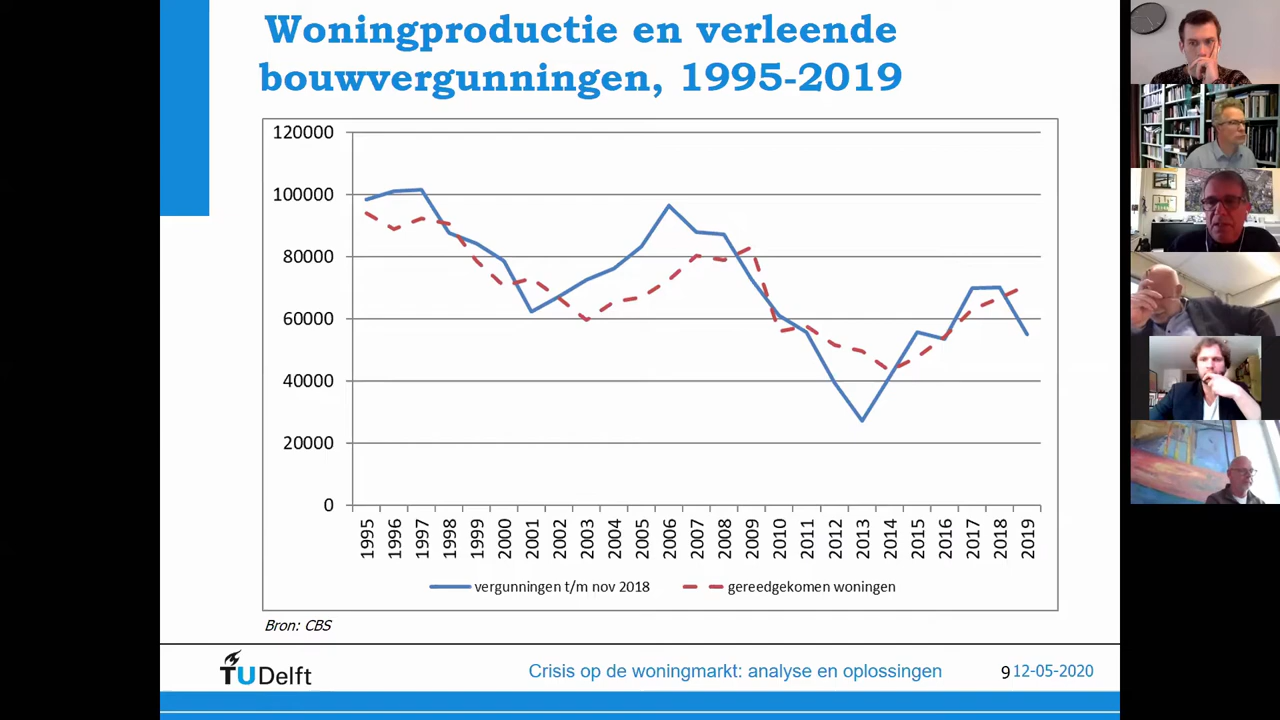 Woningproductie en verleende
bouwvergunningen, 1995-2019
120000
100000
80000
60000
40000
20000
0
1995 1996 1997 1998 1999 2000 2001 2002 2003 2004 2005 2006 2007 2008 2009 2010 2011 2012 2013 2014 2015 2016 2017 2018 2019
vergunningen t/m nov 2018 gereedgekomen woningen
Bron: CBS
TUDelft Crisis op de woningmarkt: analyse en oplossingen 9 12-05-2020